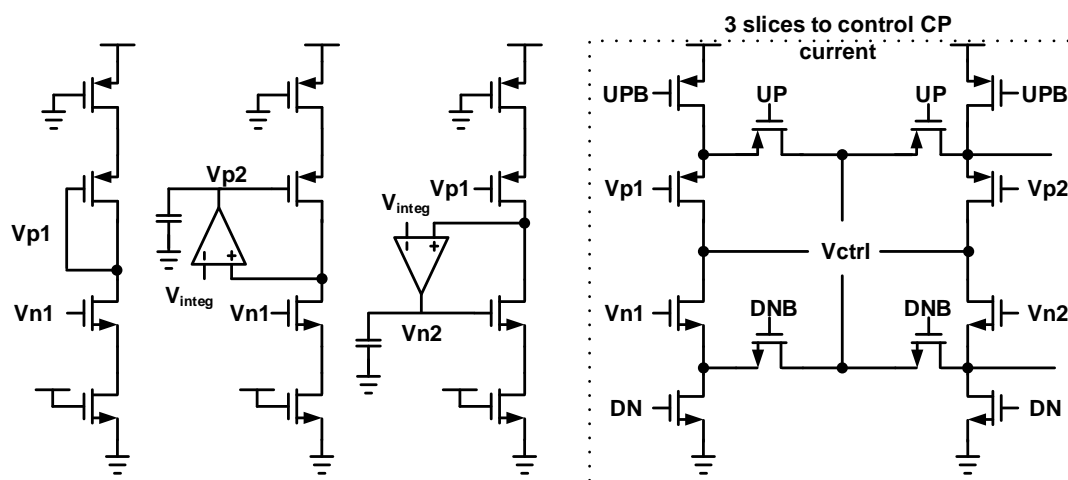 3 slices to control CP
current
UPB
UP
UP
UPB
Vp2
Vp1
Vp1
Vp2
Vinteg
Vp1
Vinteg
Vctrl
Vn1
Vn1
Vn2
Vn1
DNB
DNB
Vn2
DN
DN